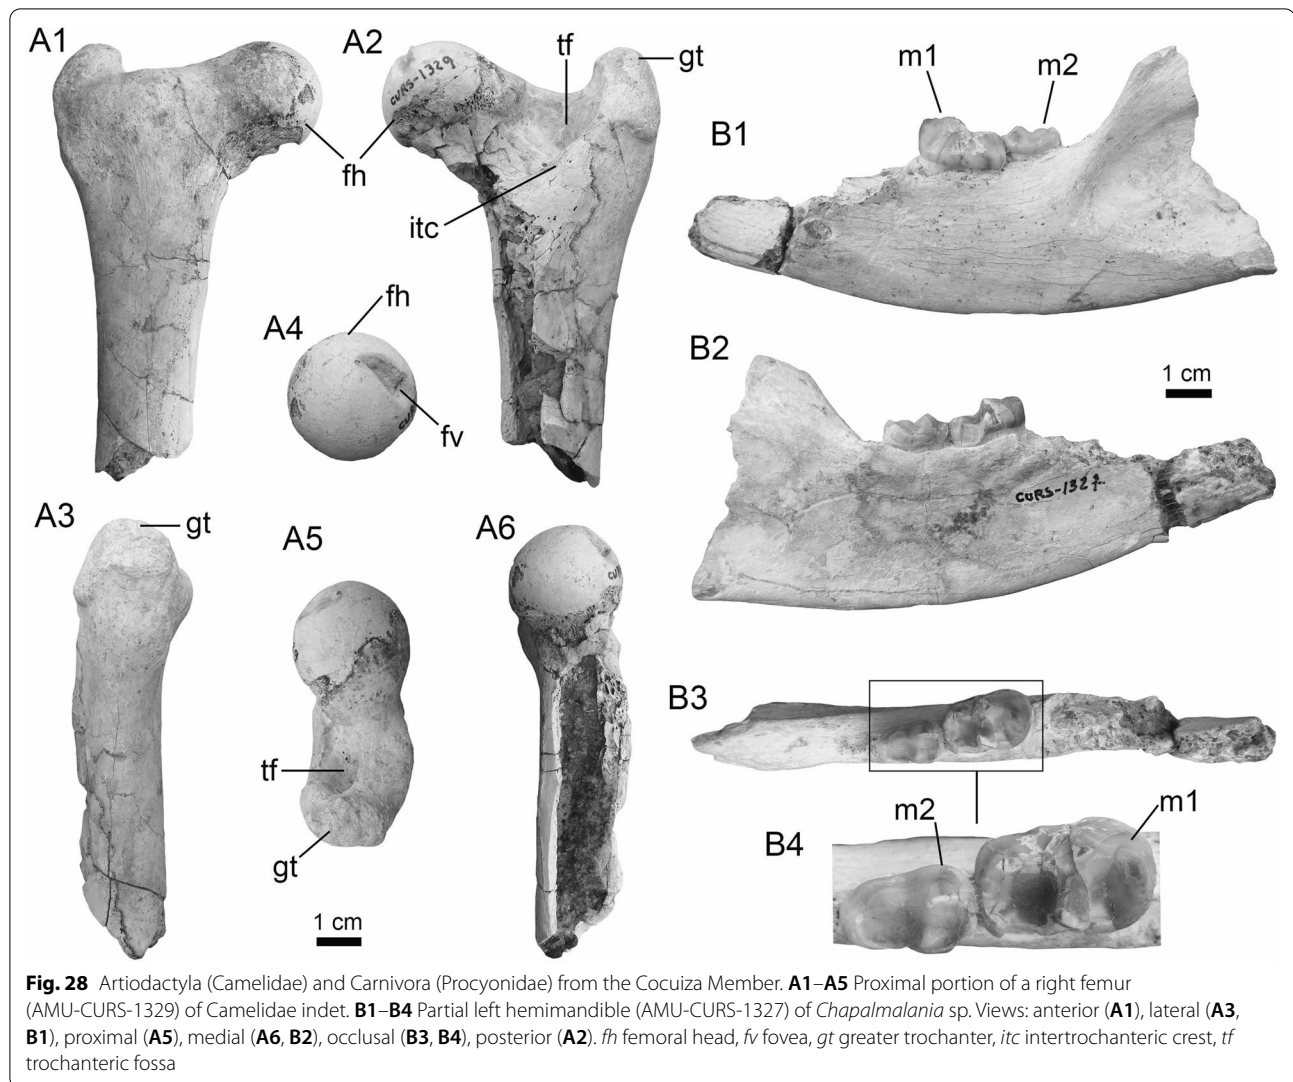 A1
A2
tf
gt
m1
m2
CURS-1329
B1
fh
itc
fh
A4
B2
1 cm
CURS
fv
CURS-1327
A3
gt
A5
A6
CURS
B3
tf
m1
m2
B4
gt
1 cm
Fig. 28 Artiodactyla (Camelidae) and Carnivora (Procyonidae) from the Cocuiza Member. A1–A5 Proximal portion of a right femur
(AMU-CURS-1329) of Camelidae indet. B1–B4 Partial left hemimandible (AMU-CURS-1327) of Chapalmalania sp. Views: anterior (A1), lateral (A3,
B1), proximal (A5), medial (A6, B2), occlusal (B3, B4), posterior (A2). fh femoral head, fv fovea, gt greater trochanter, itc intertrochanteric crest, tf
trochanteric fossa